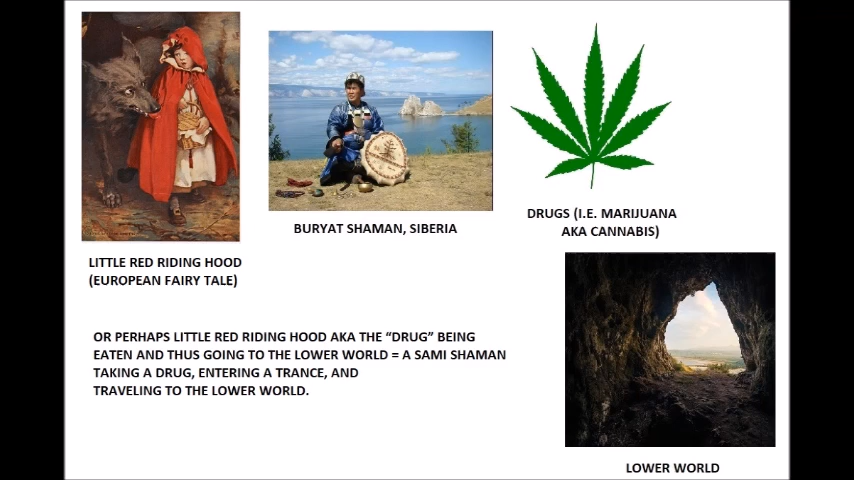 LITTLE RED RIDING HOOD
(EUROPEAN FAIRY TALE)
BURYAT SHAMAN, SIBERIA
DRUGS (I.E. MARIJUANA
AKA CANNABIS)
OR PERHAPS LITTLE RED RIDING HOOD AKA THE “DRUG” BEING
EATEN AND THUS GOING TO THE LOWER WORLD = A SAMI SHAMAN
TAKING A DRUG, ENTERING A TRANCE, AND
TRAVELING TO THE LOWER WORLD.
LOWER WORLD